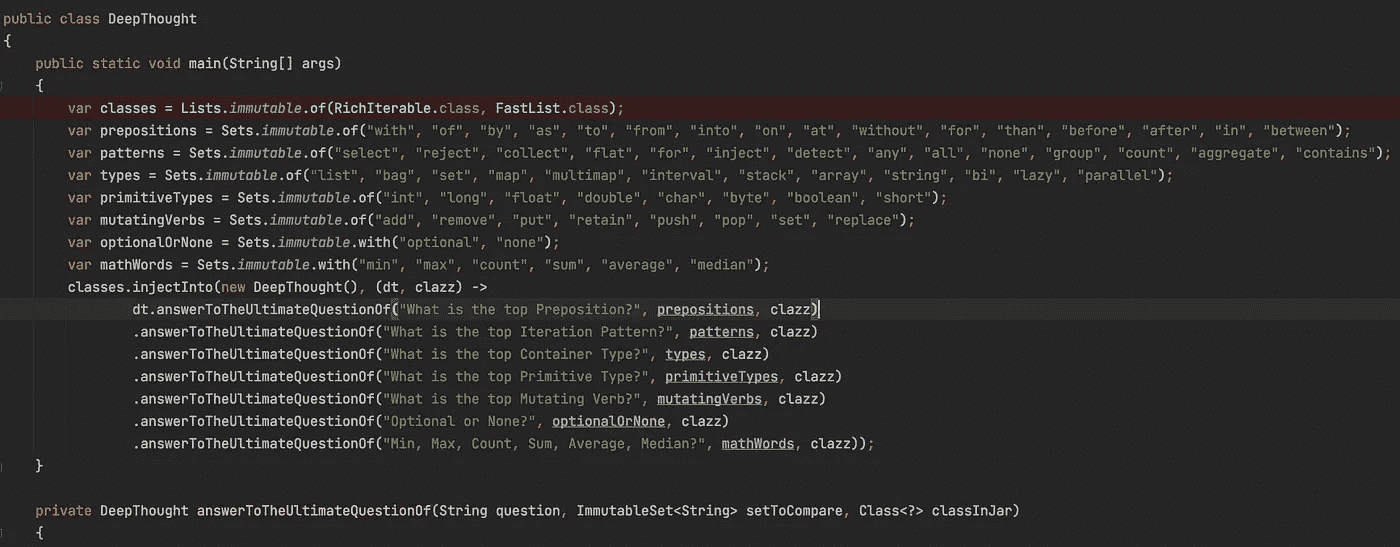 public class DeepThought
{
    public static void main(String[] args)
    {
        var classes = Lists.immutable.of(RichIterable.class, FastList.class);
        var prepositions = Sets.immutable.of("with", "of", "by", "as", "to", "from", "into", "on", "at", "without", "for", "than", "before", "after", "in", "between");
        var patterns = Sets.immutable.of("select", "reject", "collect", "flat", "for", "inject", "detect", "any", "all", "none", "group", "count", "aggregate", "contains");
        var types = Sets.immutable.of("list", "bag", "set", "map", "multimap", "interval", "stack", "array", "string", "bi", "lazy", "parallel");
        var primitiveTypes = Sets.immutable.of("int", "long", "float", "double", "char", "byte", "boolean", "short");
        var mutatingVerbs = Sets.immutable.of("add", "remove", "put", "retain", "push", "pop", "set", "replace");
        var optionalOrNone = Sets.immutable.with("optional", "none");
        var mathWords = Sets.immutable.with("min", "max", "count", "sum", "average", "median");
        classes.injectInto(new DeepThought(), (dt, clazz) ->
                dt.answerToTheUltimateQuestionOf("What is the top Preposition?", prepositions, clazz)
                .answerToTheUltimateQuestionOf("What is the top Iteration Pattern?", patterns, clazz)
                .answerToTheUltimateQuestionOf("What is the top Container Type?", types, clazz)
                .answerToTheUltimateQuestionOf("What is the top Primitive Type?", primitiveTypes, clazz)
                .answerToTheUltimateQuestionOf("What is the top Mutating Verb?", mutatingVerbs, clazz)
                .answerToTheUltimateQuestionOf("Optional or None?", optionalOrNone, clazz)
                .answerToTheUltimateQuestionOf("Min, Max, Count, Sum, Average, Median?", mathWords, clazz));
    }
    private DeepThought answerToTheUltimateQuestionOf(String question, ImmutableSet<String> setToCompare, Class<?> classInJar)
    {